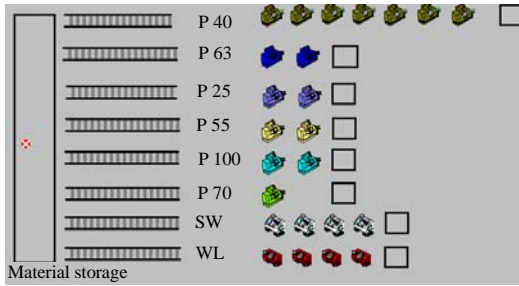 P 40
P 63
P 25
P 55
P 100
P 70
SW
WL
Material storage